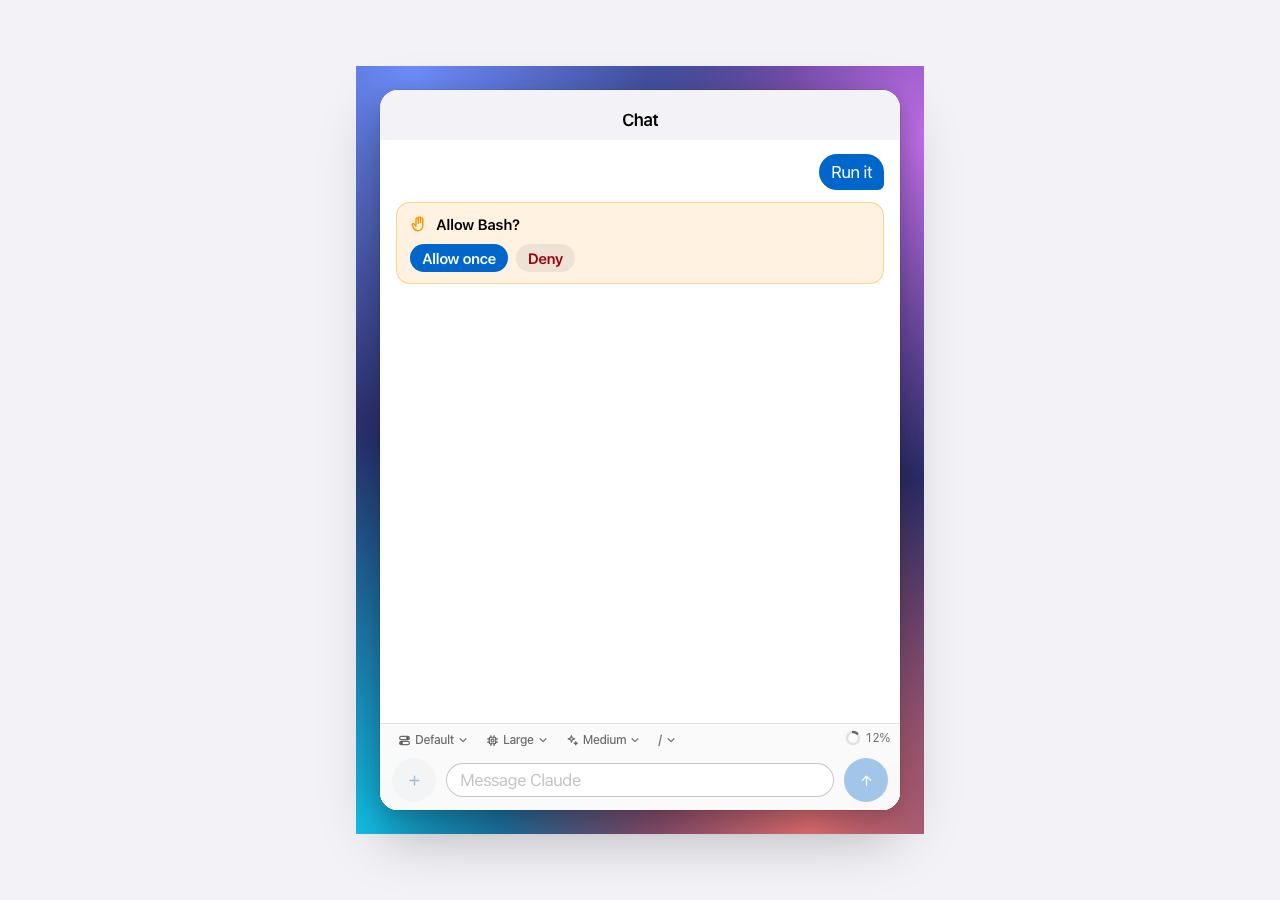 Chat
Run it
Allow Bash?
Allow once
Deny
Default
Large
Medium
/
12%
Message Claude